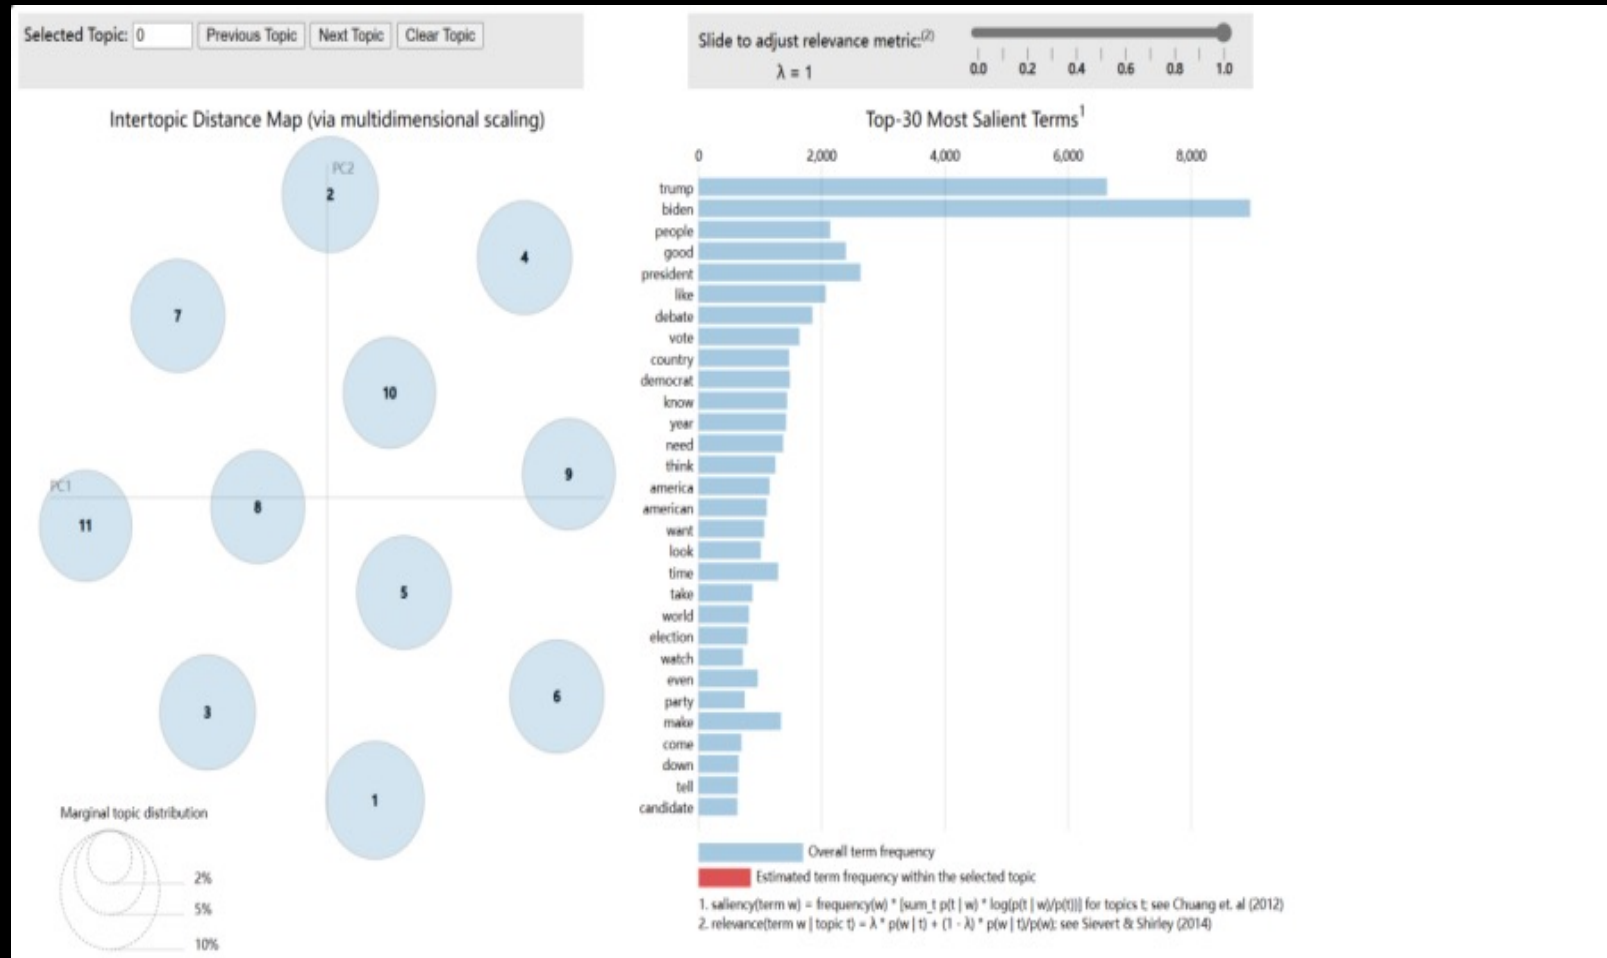 Selected Topic: 0 Previous Topic Next Topic Clear Topic
Slide to adjust relevance metric:(2)
λ = 1
0.0 0.2 0.4 0.6 0.8 1.0
Intertopic Distance Map (via multidimensional scaling)
PC2
2
4
7
10
9
PC1
11
8
5
3
6
1
Marginal topic distribution
2%
5%
10%
Top-30 Most Salient Terms1
0 2,000 4,000 6,000 8,000
trump
biden
people
good
president
like
debate
vote
country
democrat
know
year
need
think
america
american
want
look
time
take
world
election
watch
even
party
make
come
down
tell
candidate
Overall term frequency
Estimated term frequency within the selected topic
1. saliency(term w) = frequency(w) * [sum_t p(t | w) * log(p(t | w)/p(t))] for topics t; see Chuang et. al (2012)
2. relevance(term w | topic t) = λ * p(w | t) + (1 - λ) * p(w | t)/p(w); see Sievert & Shirley (2014)